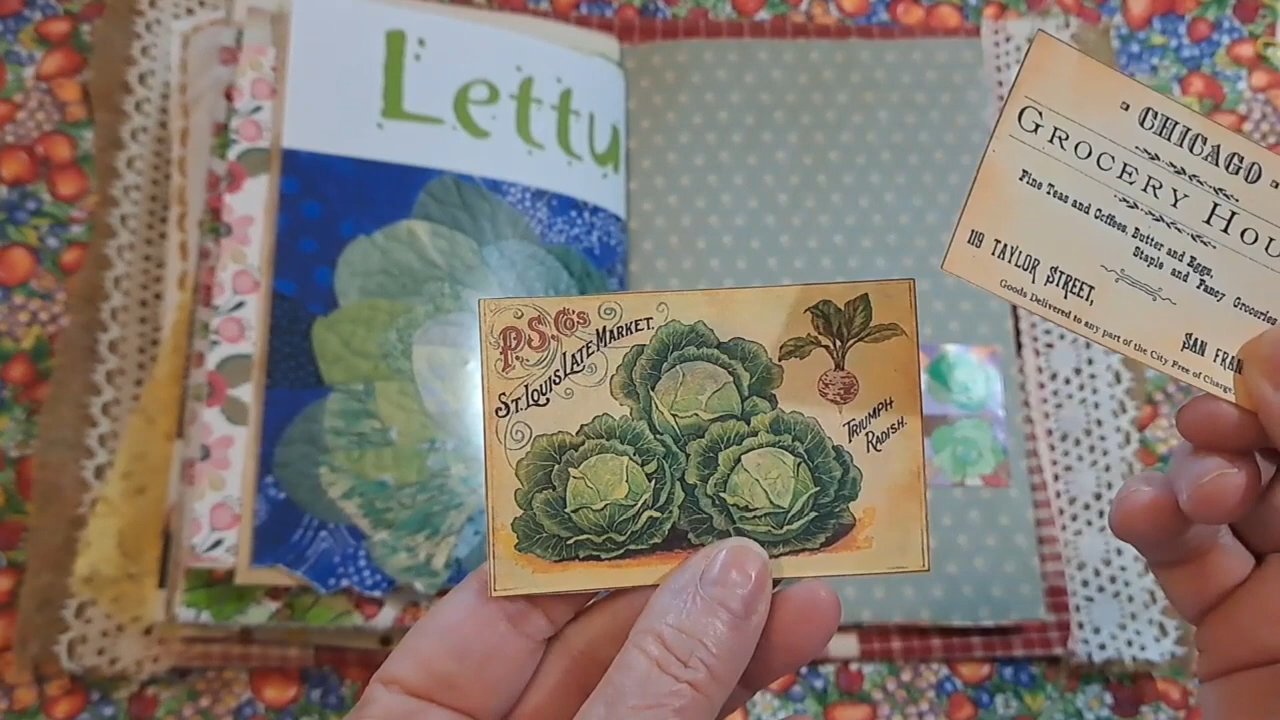 Lettu
P.S.Co's
ST. LOUIS LATE MARKET.
TRIUMPH
RADISH.
CHICAGO
GROCERY HOU
Fine Teas and Ocffees, Butter and Eggs,
Staple and Fancy Groceries
119 TAYLOR STREET,
SAN FRAN
Goods Delivered to any part of the City Free of Charge.